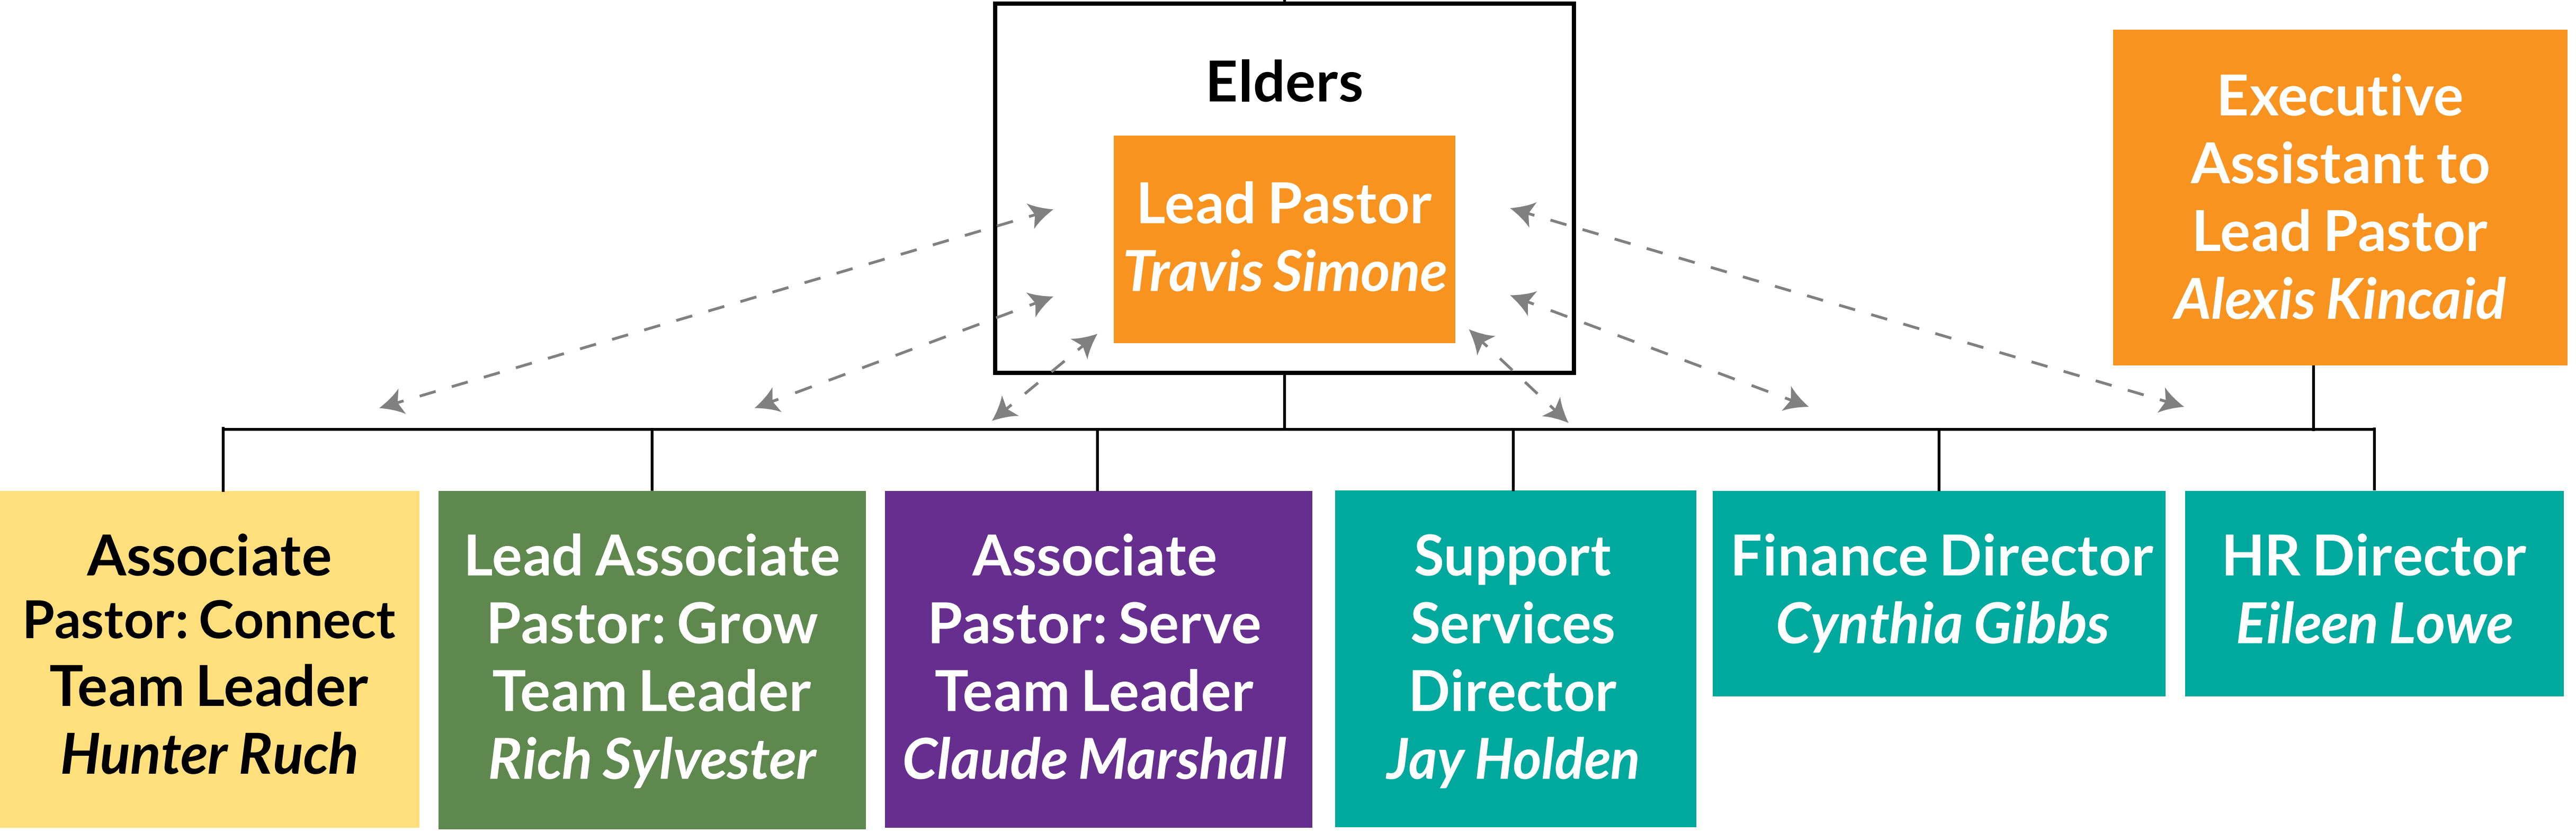 Elders
Lead Pastor
Travis Simone
Executive
Assistant to
Lead Pastor
Alexis Kincaid
Associate
Pastor: Connect
Team Leader
Hunter Ruch
Lead Associate
Pastor: Grow
Team Leader
Rich Sylvester
Associate
Pastor: Serve
Team Leader
Claude Marshall
Support
Services
Director
Jay Holden
Finance Director
Cynthia Gibbs
HR Director
Eileen Lowe